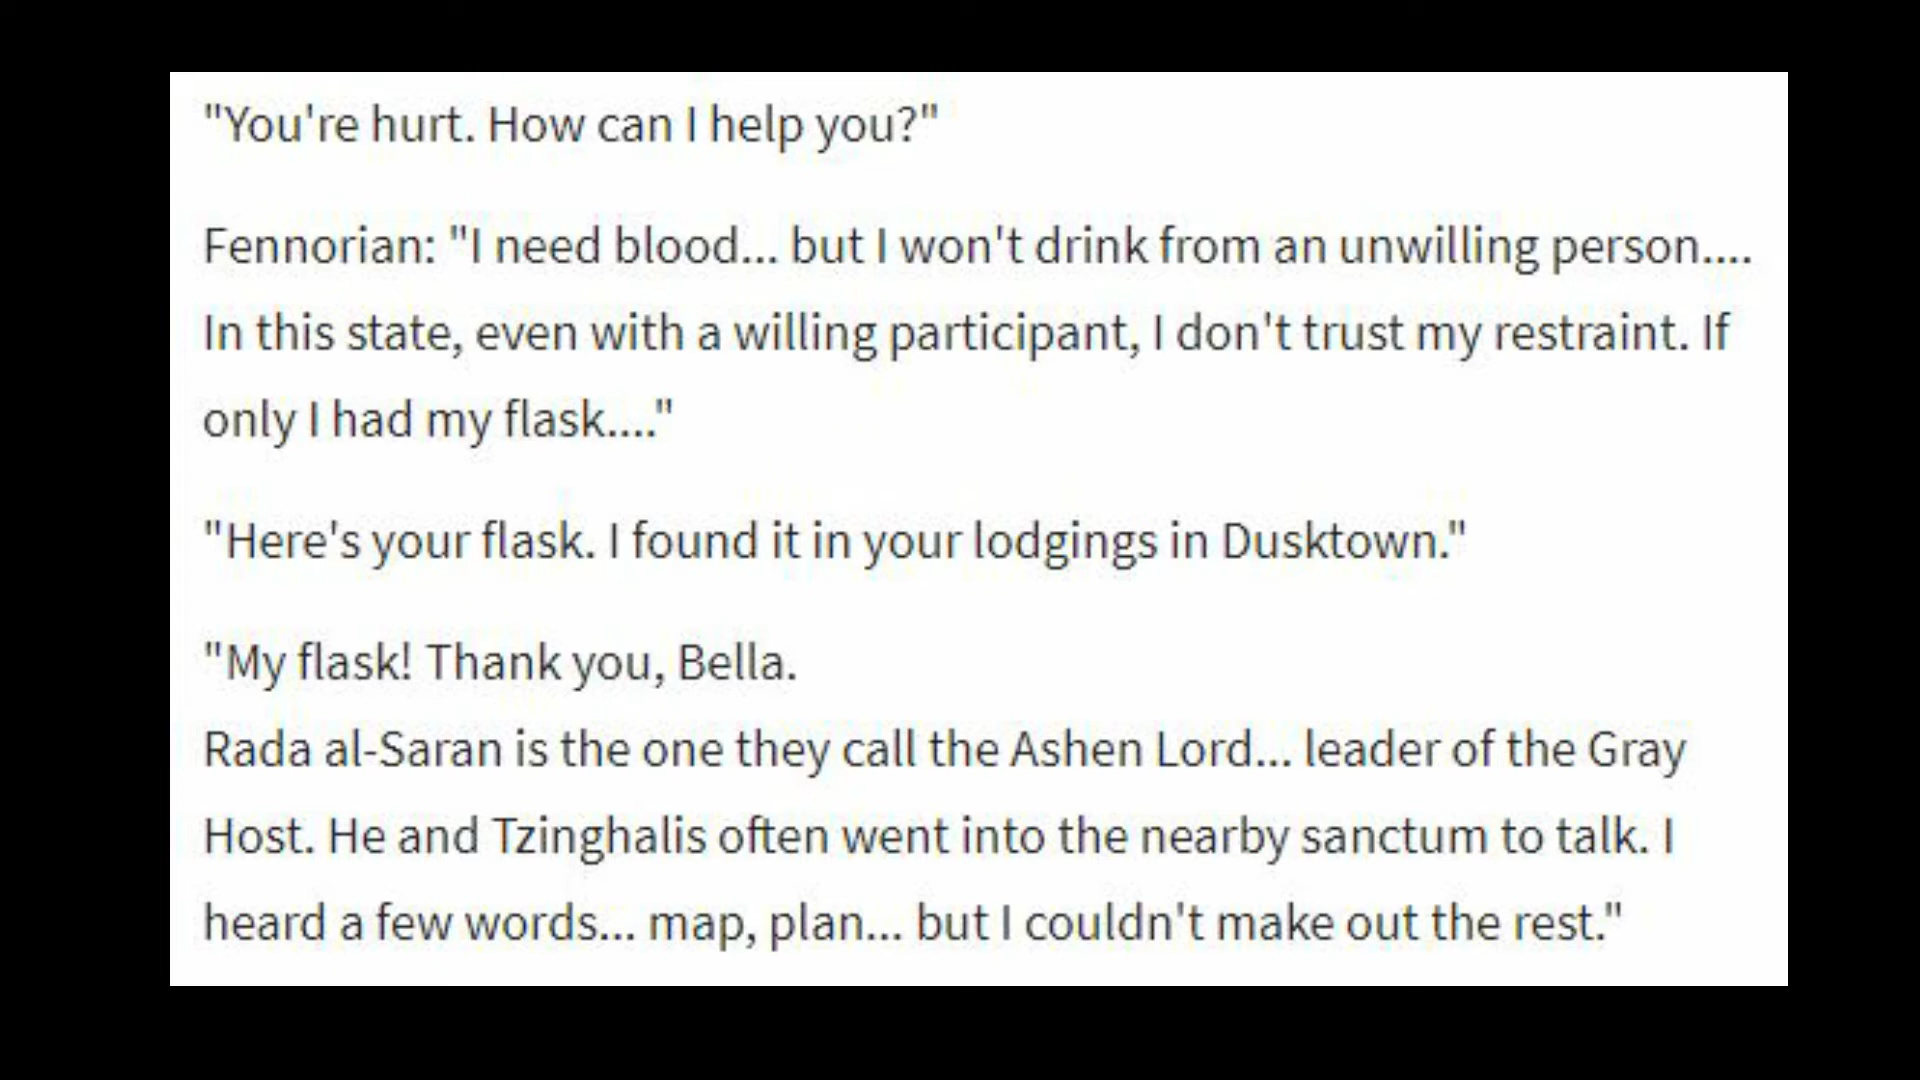 "You're hurt. How can I help you?"
Fennorian: "I need blood... but I won't drink from an unwilling person....
In this state, even with a willing participant, I don't trust my restraint. If
only I had my flask...."
"Here's your flask. I found it in your lodgings in Dusktown."
"My flask! Thank you, Bella.
Rada al-Saran is the one they call the Ashen Lord... leader of the Gray
Host. He and Tzinghalis often went into the nearby sanctum to talk. I
heard a few words... map, plan... but I couldn't make out the rest."